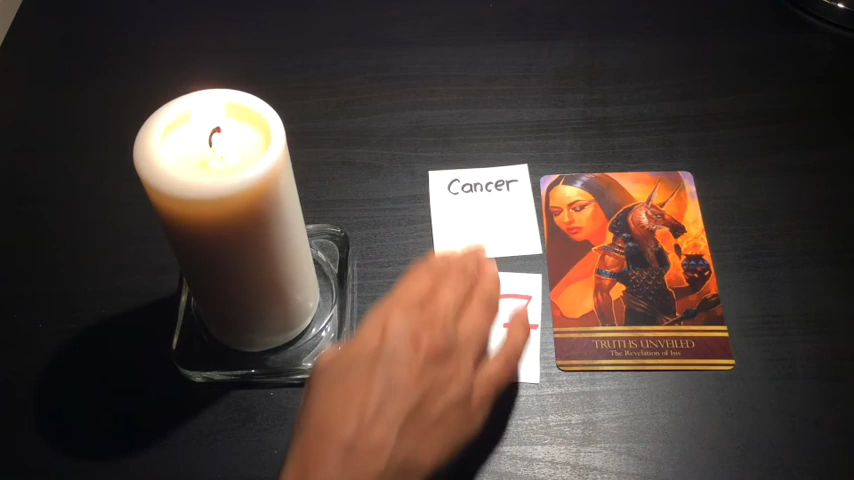 Cancer
TRUTHS UNVEILED
The Revelation of Isis